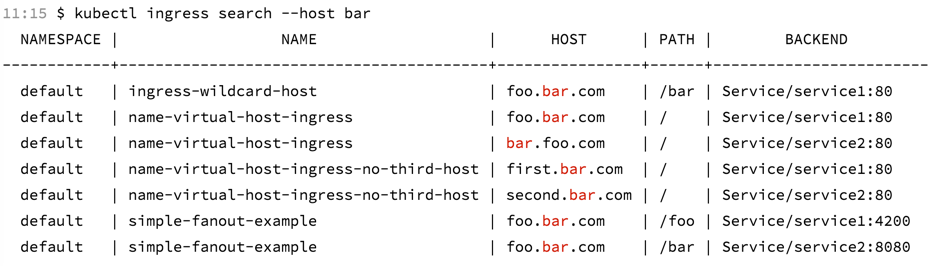 11:15 $ kubectl ingress search --host bar
NAMESPACE | NAME | HOST | PATH | BACKEND
------------+---------------------------------------+----------------+------+----------------------
default | ingress-wildcard-host | foo.bar.com | /bar | Service/service1:80
default | name-virtual-host-ingress | foo.bar.com | / | Service/service1:80
default | name-virtual-host-ingress | bar.foo.com | / | Service/service2:80
default | name-virtual-host-ingress-no-third-host | first.bar.com | / | Service/service1:80
default | name-virtual-host-ingress-no-third-host | second.bar.com | / | Service/service2:80
default | simple-fanout-example | foo.bar.com | /foo | Service/service1:4200
default | simple-fanout-example | foo.bar.com | /bar | Service/service2:8080